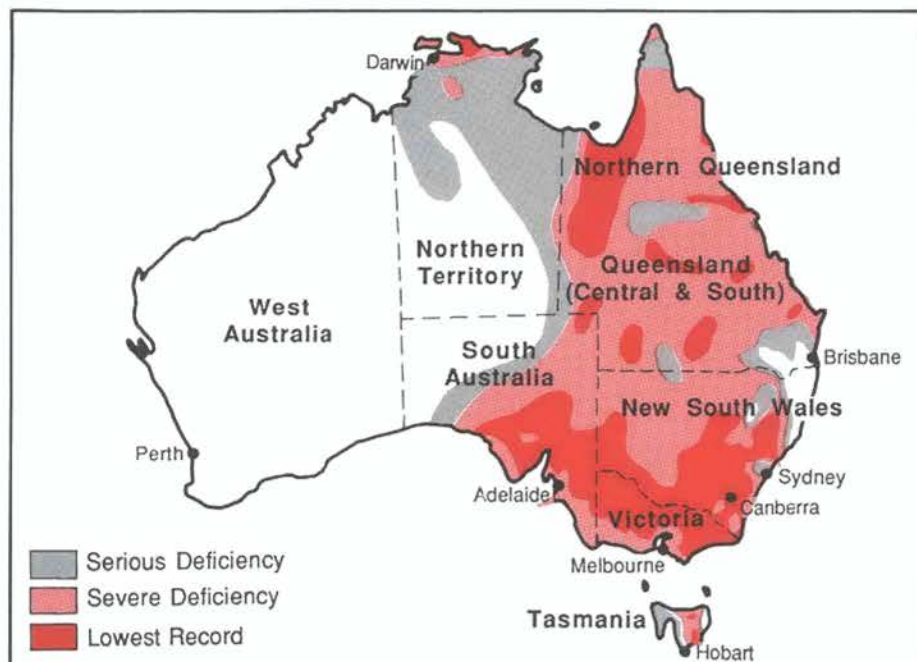 Darwin
Northern Queensland
Northern
Territory
Queensland
(Central & South)
West
Australia
South
Australia
Brisbane
New South Wales
Perth
Adelaide
Sydney
Canberra
Victoria
Melbourne
Serious Deficiency
Severe Deficiency
Lowest Record
Tasmania
Hobart